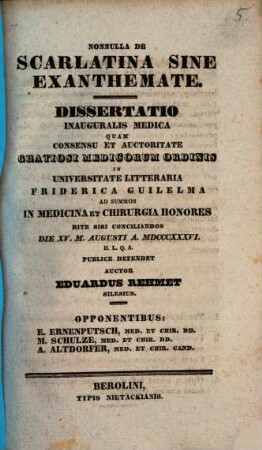 5
NONNULLA DE
SCARLATINA SINE
EXANTHEMATE.
DISSERTATIO
INAUGURALIS MEDICA
QUAM
CONSENSU ET AUCTORITATE
GRATIOSI MEDICORUM ORDINIS
IN
UNIVERSITATE LITTERARIA
FRIDERICA GUILELMA
AD SUMMOS
IN MEDICINA ET CHIRURGIA HONORES
RITE SIBI CONCILIANDOS
DIE XV. M. AUGUSTI A. MDCCCXXXVI.
H. L. Q. S.
PUBLICE DEFENDET
AUCTOR
EDUARDUS REHMET
SILESIUS.
OPPONENTIBUS:
E. ERNENPUTSCH, MED. ET CHIR. DD.
M. SCHULZE, MED. ET CHIR. DD.
A. ALTDORFER, MED. ET CHIR. CAND.
BEROLINI,
TYPIS NIETACKIANIS.